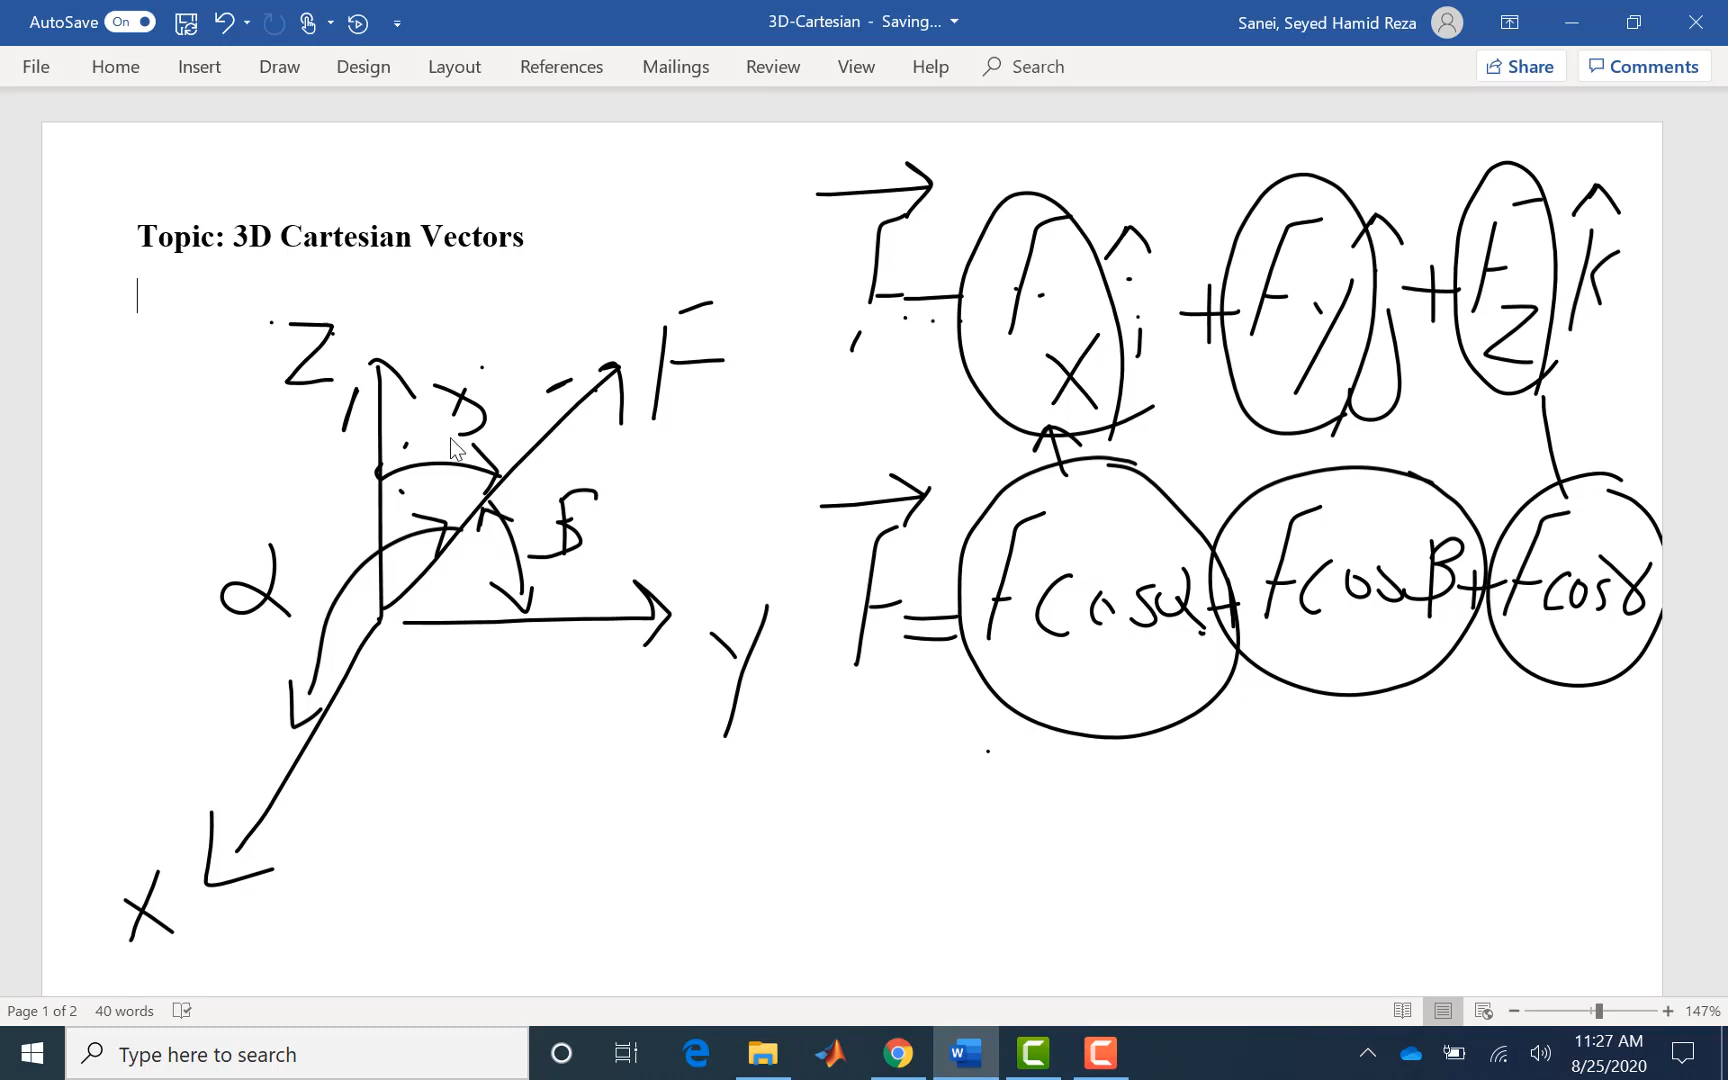 AutoSave On 3D-Cartesian - Saving... Sanei, Seyed Hamid Reza
File Home Insert Draw Design Layout References Mailings Review View Help Search Share Comments
Topic: 3D Cartesian Vectors
Z
F
γ
β
α
Y
X
F = Fx î + Fy ĵ + Fz k̂
F = F cos α + F cos β + F cos γ
Page 1 of 2 40 words 147%
Type here to search
11:27 AM
8/25/2020